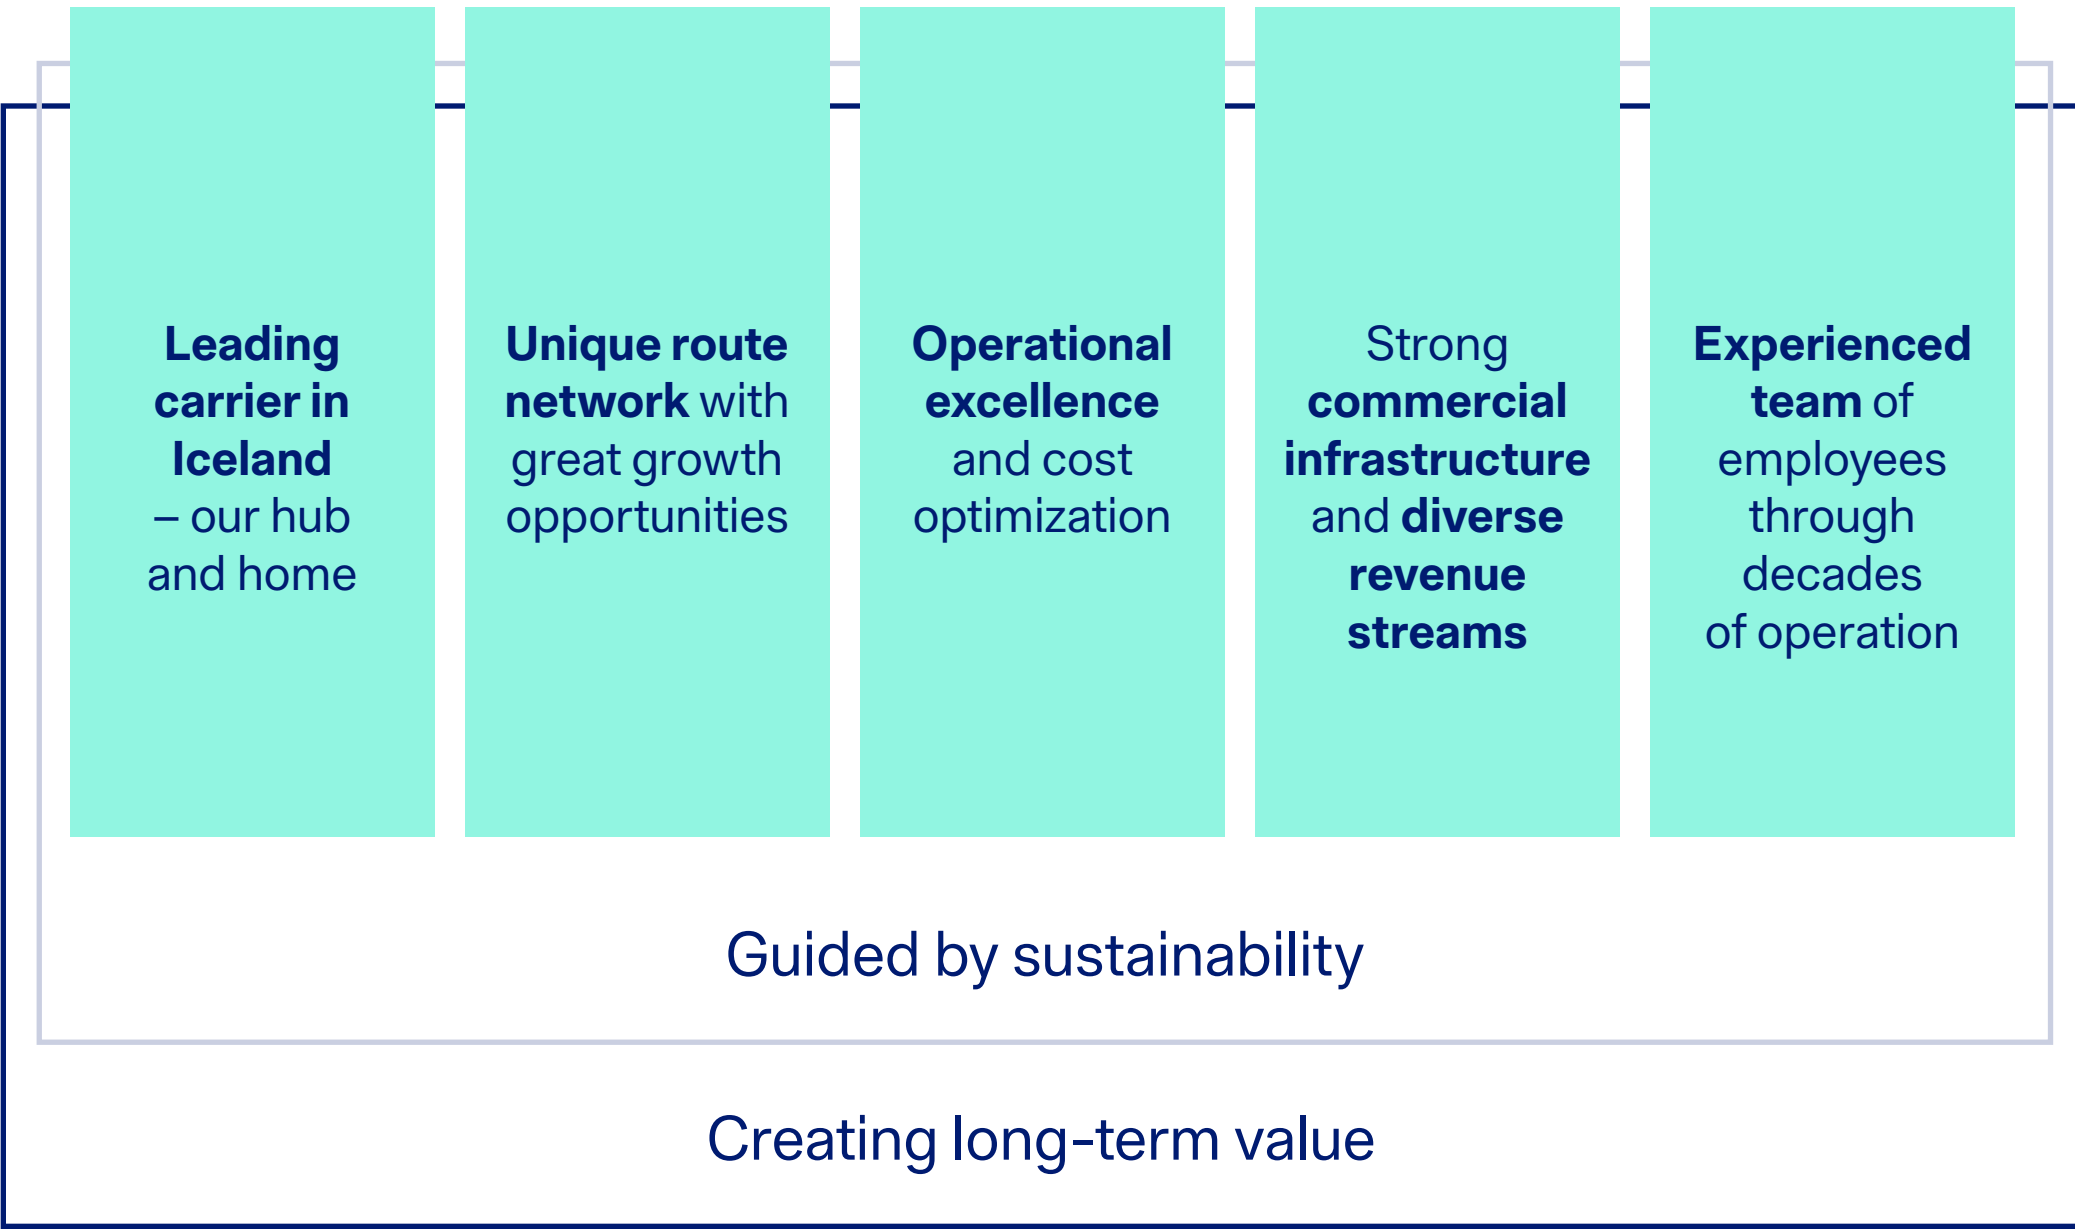 Leading
carrier in
Iceland
– our hub
and home
Unique route
network with
great growth
opportunities
Operational
excellence
and cost
optimization
Strong
commercial
infrastructure
and diverse
revenue
streams
Experienced
team of
employees
through
decades
of operation
Guided by sustainability
Creating long-term value